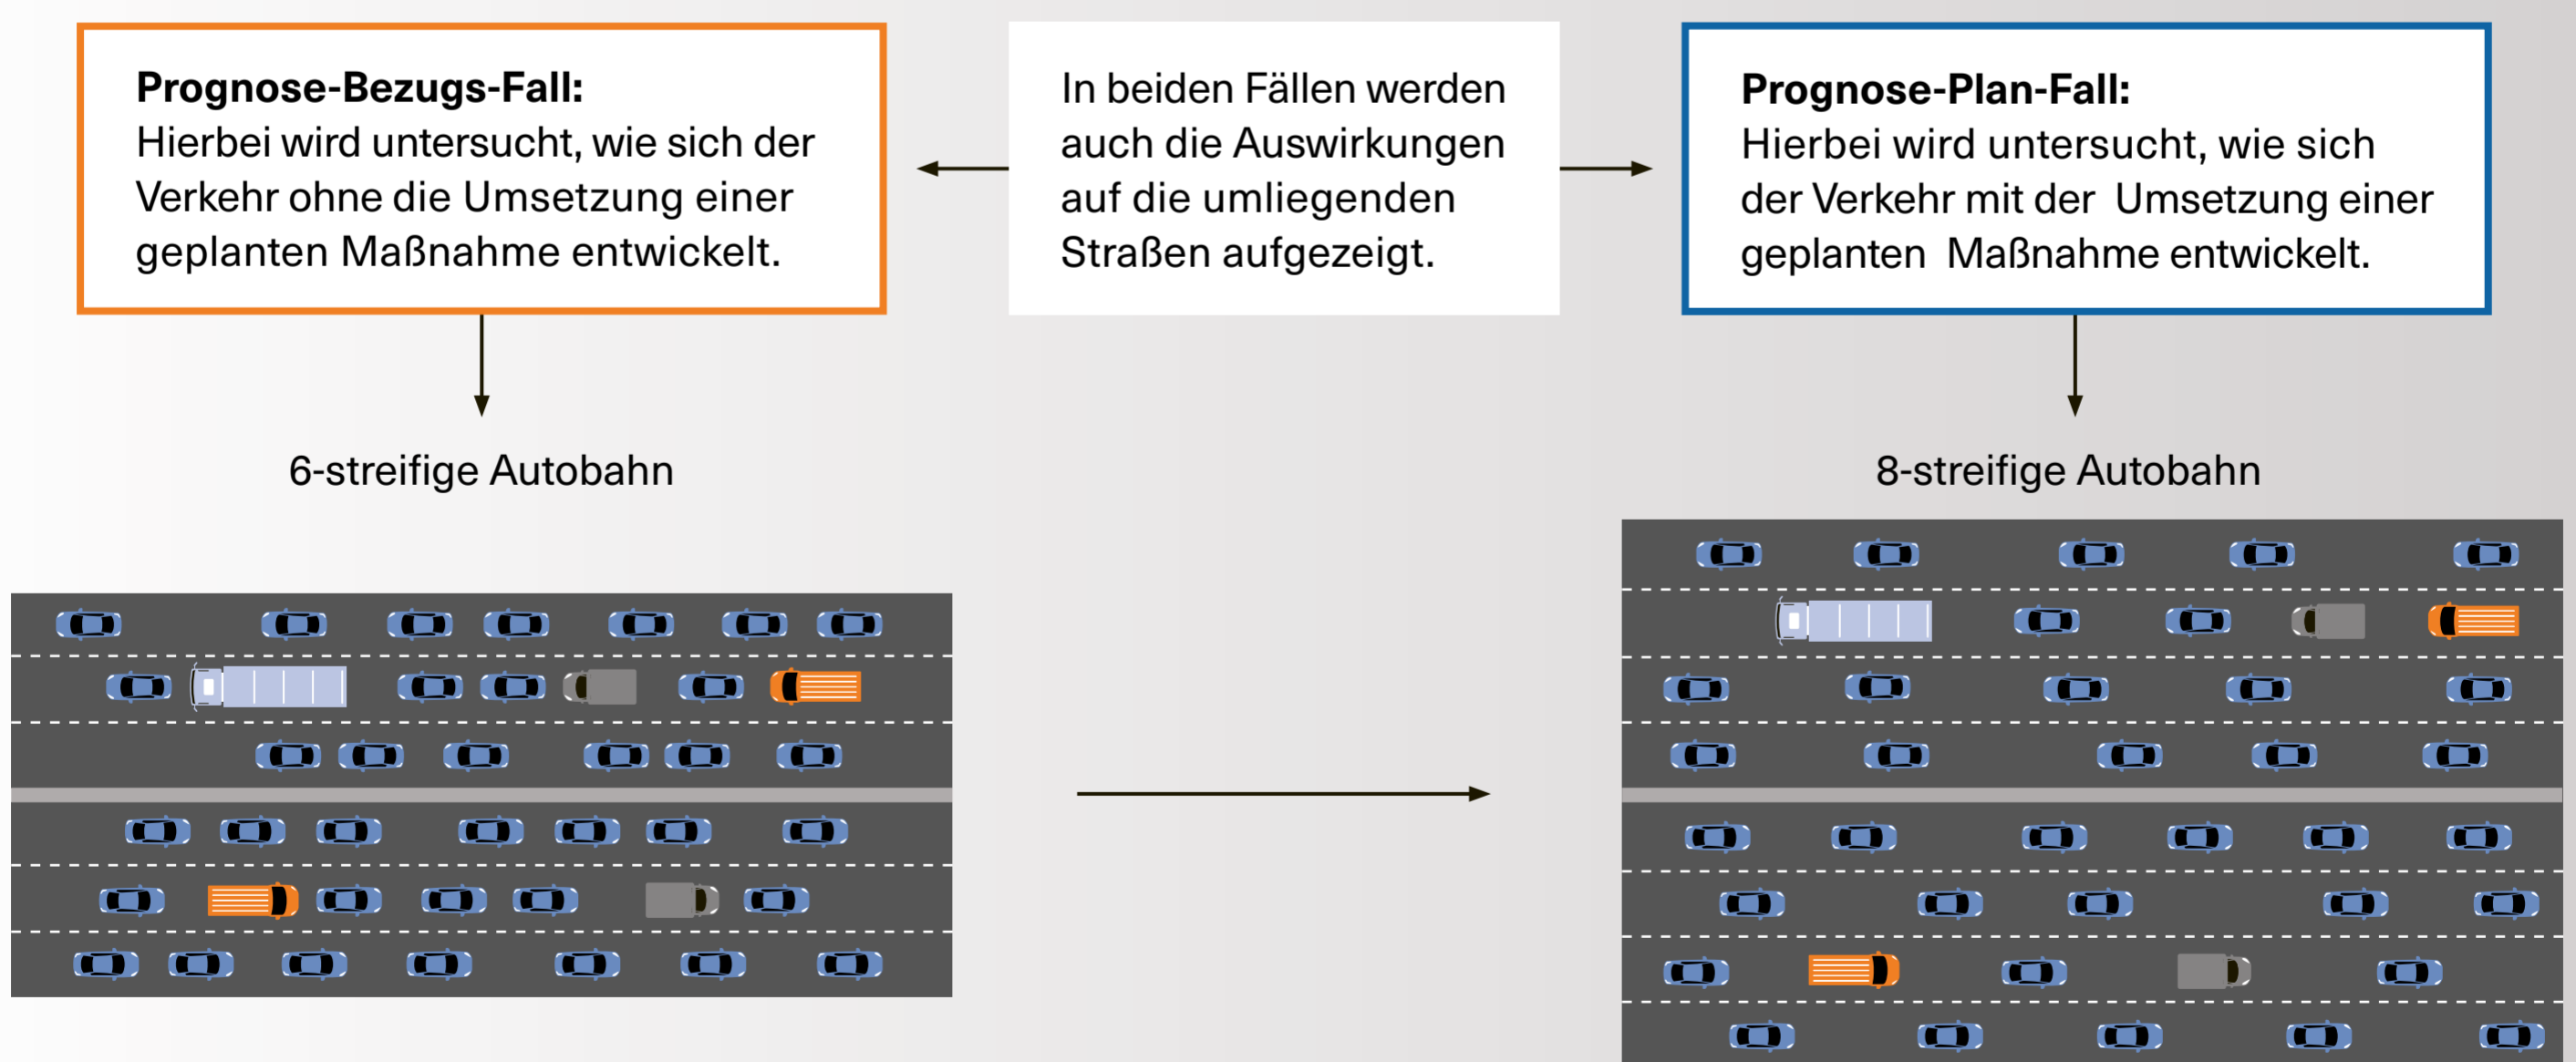 Prognose-Bezugs-Fall:
Hierbei wird untersucht, wie sich der
Verkehr ohne die Umsetzung einer
geplanten Maßnahme entwickelt.
In beiden Fällen werden
auch die Auswirkungen
auf die umliegenden
Straßen aufgezeigt.
Prognose-Plan-Fall:
Hierbei wird untersucht, wie sich
der Verkehr mit der Umsetzung einer
geplanten Maßnahme entwickelt.
6-streifige Autobahn
8-streifige Autobahn